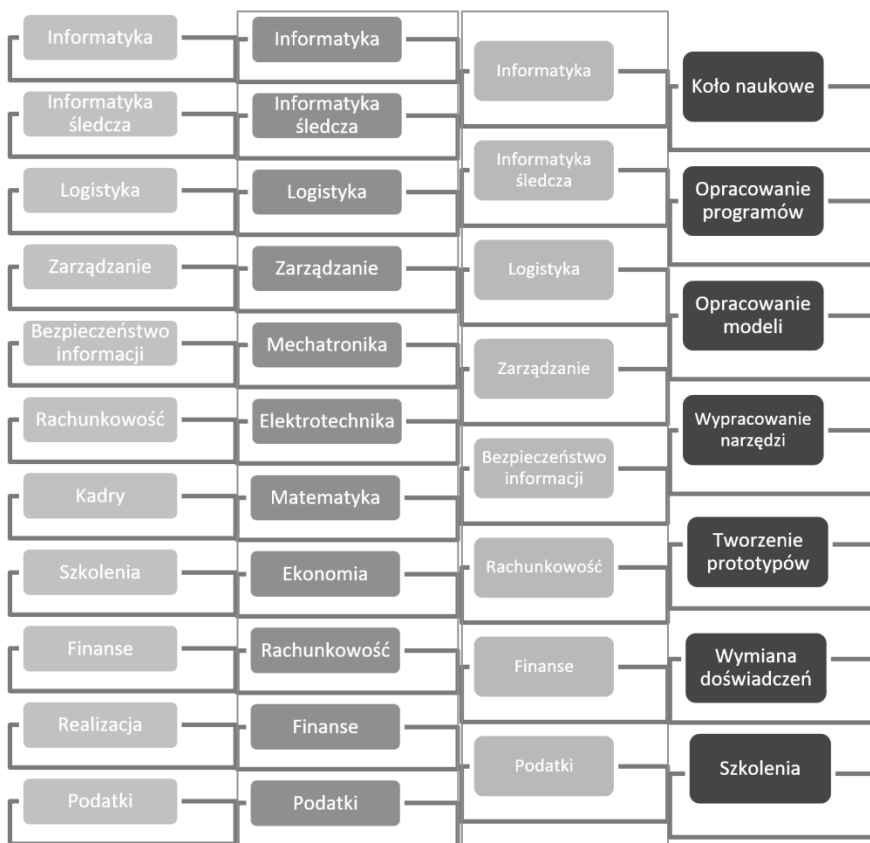 Informatyka
Informatyka
śledcza
Logistyka
Zarządzanie
Bezpieczeństwo
informacji
Rachunkowość
Kadry
Szkolenia
Finanse
Realizacja
Podatki
Informatyka
Informatyka
śledcza
Logistyka
Zarządzanie
Mechatronika
Elektrotechnika
Matematyka
Ekonomia
Rachunkowość
Finanse
Podatki
Informatyka
Informatyka
śledcza
Logistyka
Zarządzanie
Bezpieczeństwo
informacji
Rachunkowość
Finanse
Podatki
Koło naukowe
Opracowanie
programów
Opracowanie
modeli
Wypracowanie
narzędzi
Tworzenie
prototypów
Wymiana
doświadczeń
Szkolenia